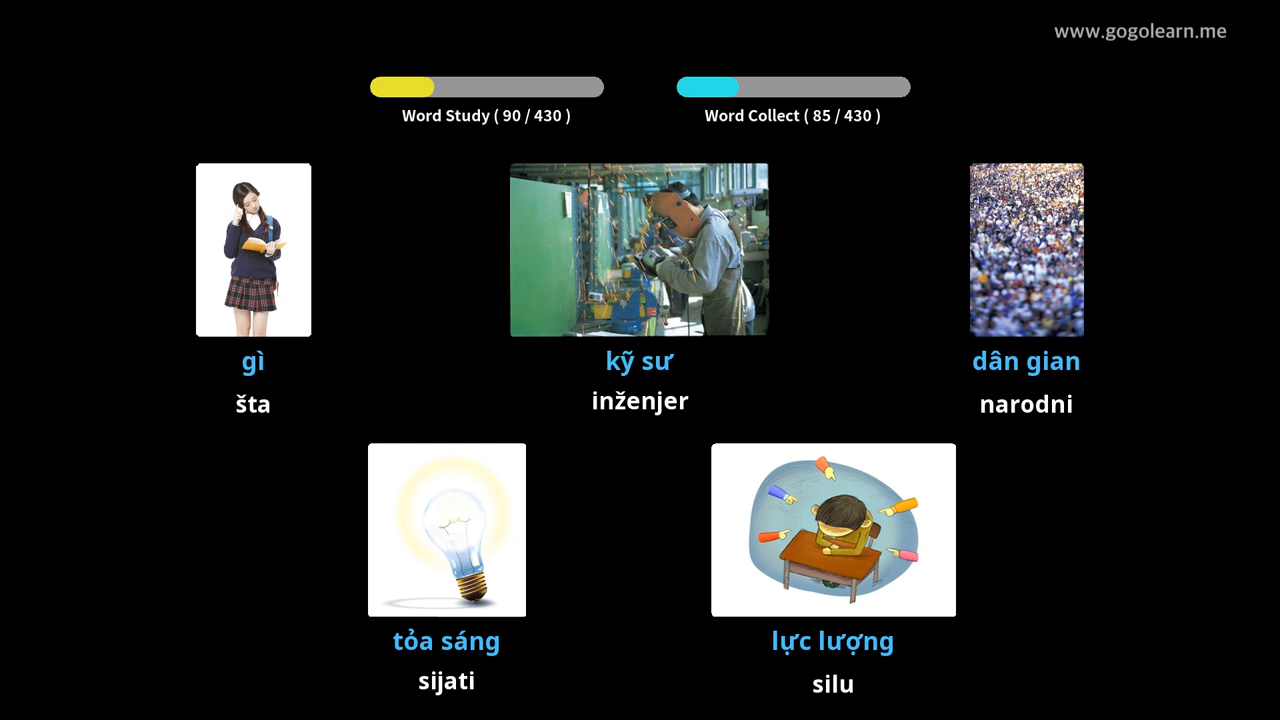 www.gogolearn.me
Word Study ( 90 / 430 )
Word Collect ( 85 / 430 )
gì
šta
kỹ sư
inženjer
dân gian
narodni
tỏa sáng
sijati
lực lượng
silu